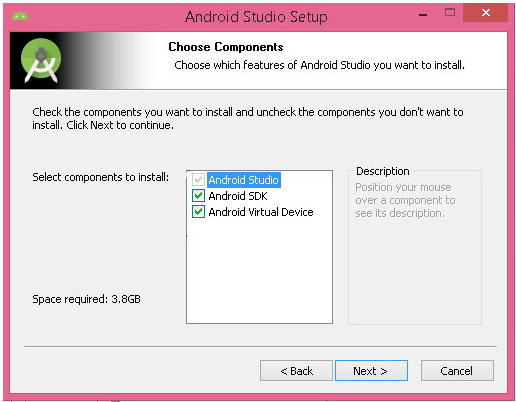 Android Studio Setup
Choose Components
Choose which features of Android Studio you want to install.
Check the components you want to install and uncheck the components you don't want to
install. Click Next to continue.
Select components to install:
Android Studio
Android SDK
Android Virtual Device
Description
Position your mouse
over a component to
see its description.
Space required: 3.8GB
< Back
Next >
Cancel